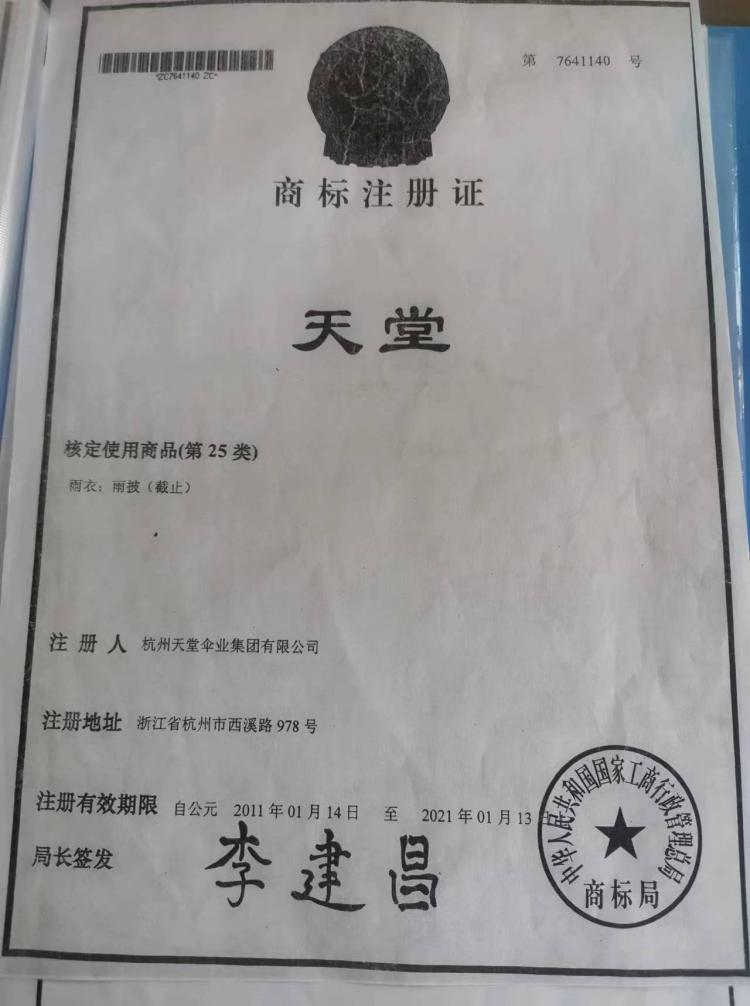 第 7641140 号
*ZC7641140 ZC*
商标注册证
天堂
核定使用商品(第 25 类)
雨衣；雨披（截止）
注 册 人 杭州天堂伞业集团有限公司
注册地址 浙江省杭州市西溪路 978 号
注册有效期限 自公元 2011 年 01 月 14 日 至 2021 年 01 月 13 日
局长签发 李建昌
中华人民共和国国家工商行政管理总局
商标局